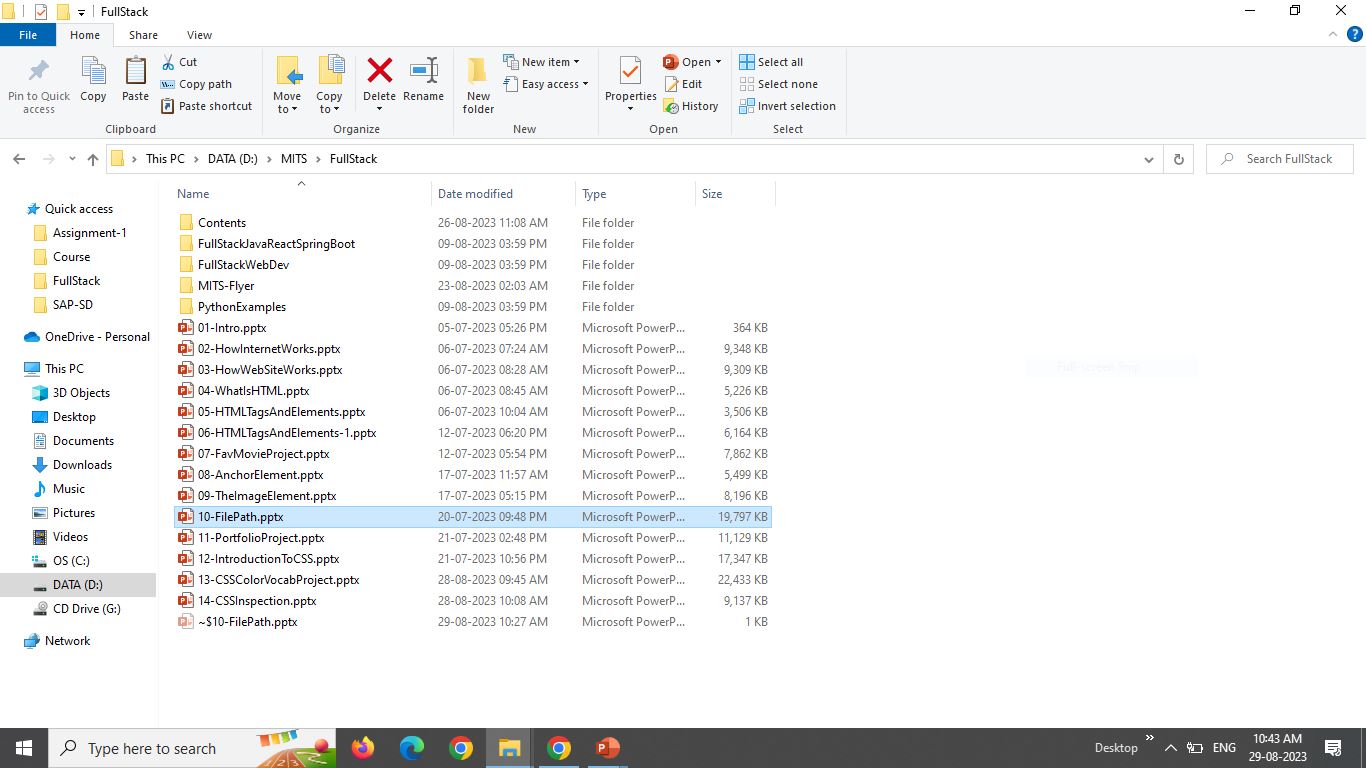 FullStack
File Home Share View
Pin to Quick access
Copy
Paste
Cut
Copy path
Paste shortcut
Clipboard
Move to
Copy to
Delete
Rename
Organize
New folder
New item
Easy access
New
Properties
Open
Edit
History
Open
Select all
Select none
Invert selection
Select
This PC > DATA (D:) > MITS > FullStack
Search FullStack
Quick access
Assignment-1
Course
FullStack
SAP-SD
OneDrive - Personal
This PC
3D Objects
Desktop
Documents
Downloads
Music
Pictures
Videos
OS (C:)
DATA (D:)
CD Drive (G:)
Network
Name Date modified Type Size
Contents 26-08-2023 11:08 AM File folder
FullStackJavaReactSpringBoot 09-08-2023 03:59 PM File folder
FullStackWebDev 09-08-2023 03:59 PM File folder
MITS-Flyer 23-08-2023 02:03 AM File folder
PythonExamples 09-08-2023 03:59 PM File folder
01-Intro.pptx 05-07-2023 05:26 PM Microsoft PowerP... 364 KB
02-HowInternetWorks.pptx 06-07-2023 07:24 AM Microsoft PowerP... 9,348 KB
03-HowWebSiteWorks.pptx 06-07-2023 08:28 AM Microsoft PowerP... 9,309 KB
04-WhatIsHTML.pptx 06-07-2023 08:45 AM Microsoft PowerP... 5,226 KB
05-HTMLTagsAndElements.pptx 06-07-2023 10:04 AM Microsoft PowerP... 3,506 KB
06-HTMLTagsAndElements-1.pptx 12-07-2023 06:20 PM Microsoft PowerP... 6,164 KB
07-FavMovieProject.pptx 12-07-2023 05:54 PM Microsoft PowerP... 7,862 KB
08-AnchorElement.pptx 17-07-2023 11:57 AM Microsoft PowerP... 5,499 KB
09-TheImageElement.pptx 17-07-2023 05:15 PM Microsoft PowerP... 8,196 KB
10-FilePath.pptx 20-07-2023 09:48 PM Microsoft PowerP... 19,797 KB
11-PortfolioProject.pptx 21-07-2023 02:48 PM Microsoft PowerP... 11,129 KB
12-IntroductionToCSS.pptx 21-07-2023 10:56 PM Microsoft PowerP... 17,347 KB
13-CSSColorVocabProject.pptx 28-08-2023 09:45 AM Microsoft PowerP... 22,433 KB
14-CSSInspection.pptx 28-08-2023 10:08 AM Microsoft PowerP... 9,137 KB
~$10-FilePath.pptx 29-08-2023 10:27 AM Microsoft PowerP... 1 KB
Full-screen Snip
Type here to search
Desktop
ENG
10:43 AM
29-08-2023